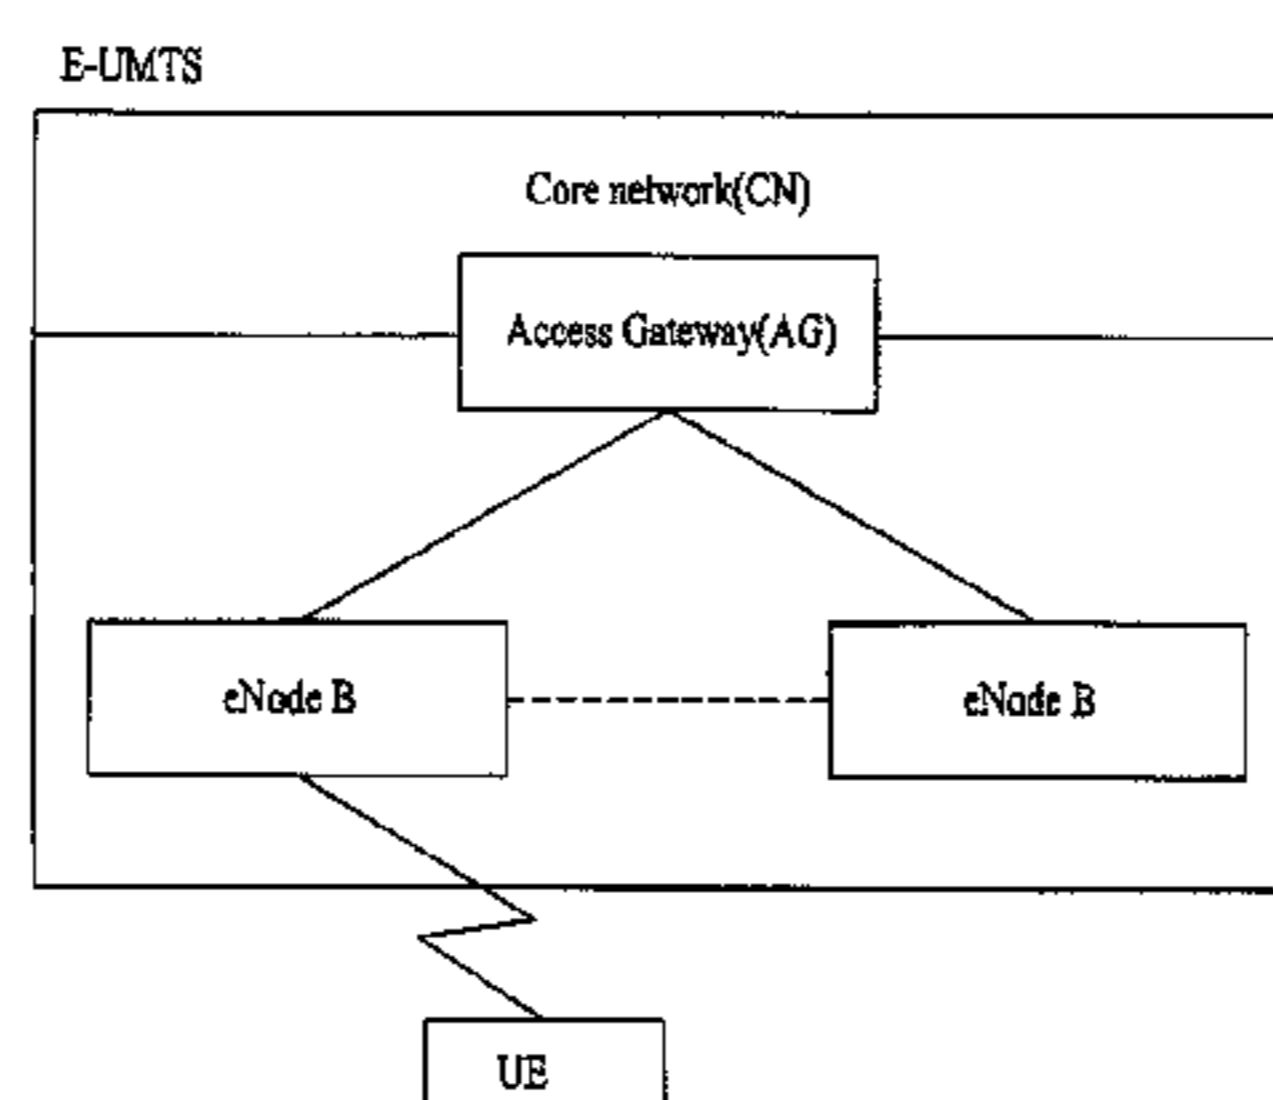 E-UMTS
Core network(CN)
Access Gateway(AG)
eNode B
eNode B
UE